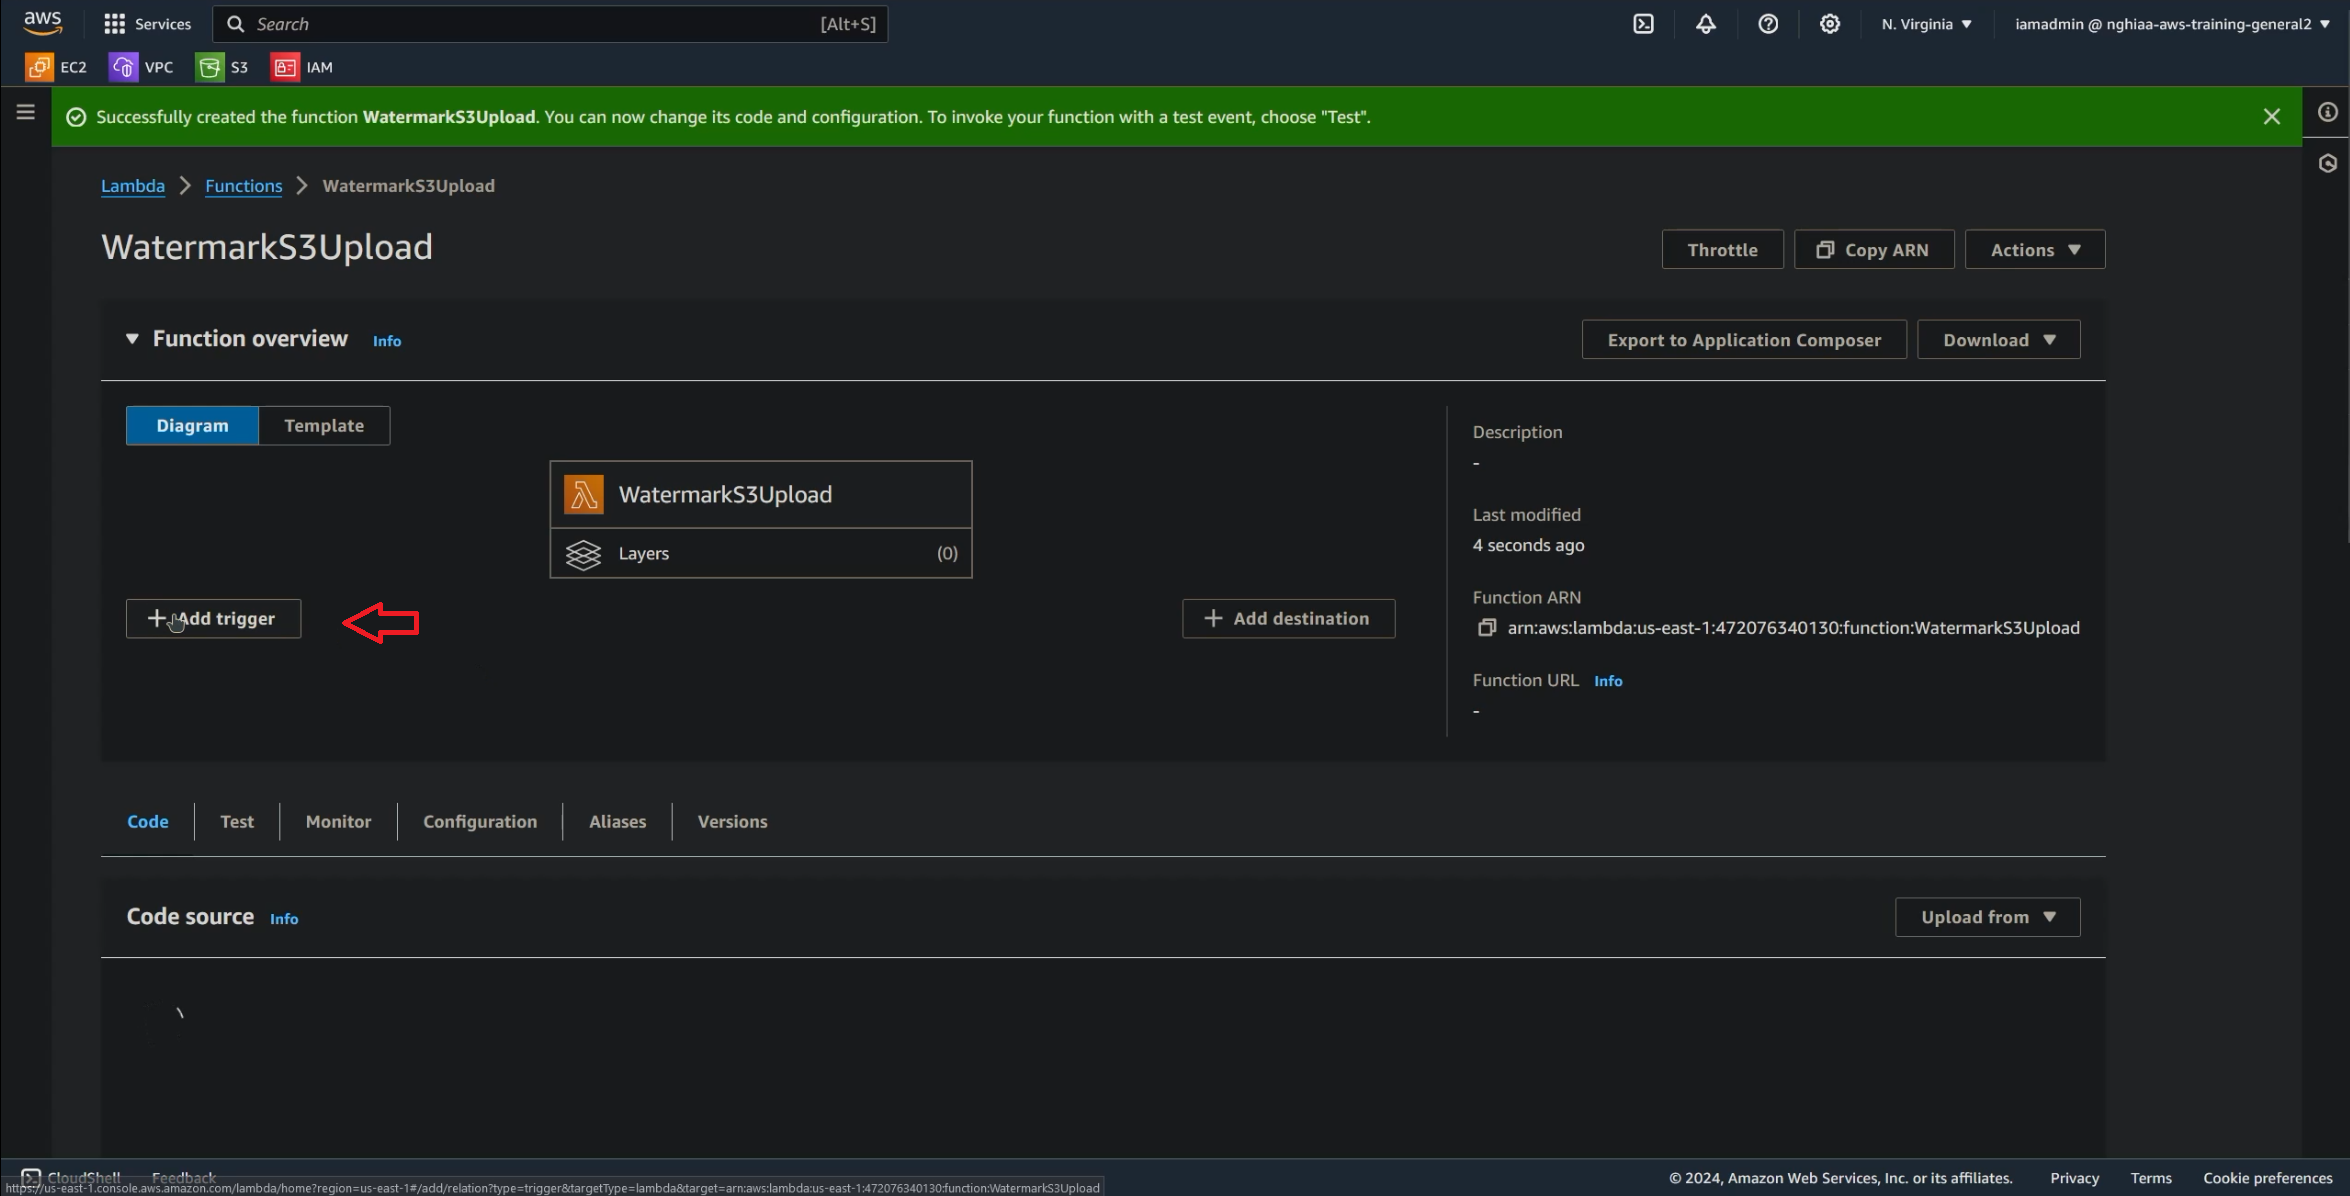 aws Services Search [Alt+S] N. Virginia ▼ iamadmin @ nghiaa-aws-training-general2 ▼
EC2 VPC S3 IAM
Successfully created the function WatermarkS3Upload. You can now change its code and configuration. To invoke your function with a test event, choose "Test".
Lambda > Functions > WatermarkS3Upload
WatermarkS3Upload
Throttle Copy ARN Actions ▼
▼ Function overview Info
Export to Application Composer Download ▼
Diagram Template
WatermarkS3Upload
Layers (0)
+ Add trigger
+ Add destination
Description
-
Last modified
4 seconds ago
Function ARN
arn:aws:lambda:us-east-1:472076340130:function:WatermarkS3Upload
Function URL Info
-
Code Test Monitor Configuration Aliases Versions
Code source Info
Upload from ▼
CloudShell Feedback © 2024, Amazon Web Services, Inc. or its affiliates. Privacy Terms Cookie preferences
https://us-east-1.console.aws.amazon.com/lambda/home?region=us-east-1#/add/relation?type=trigger&targetType=lambda&target=arn:aws:lambda:us-east-1:472076340130:function:WatermarkS3Upload